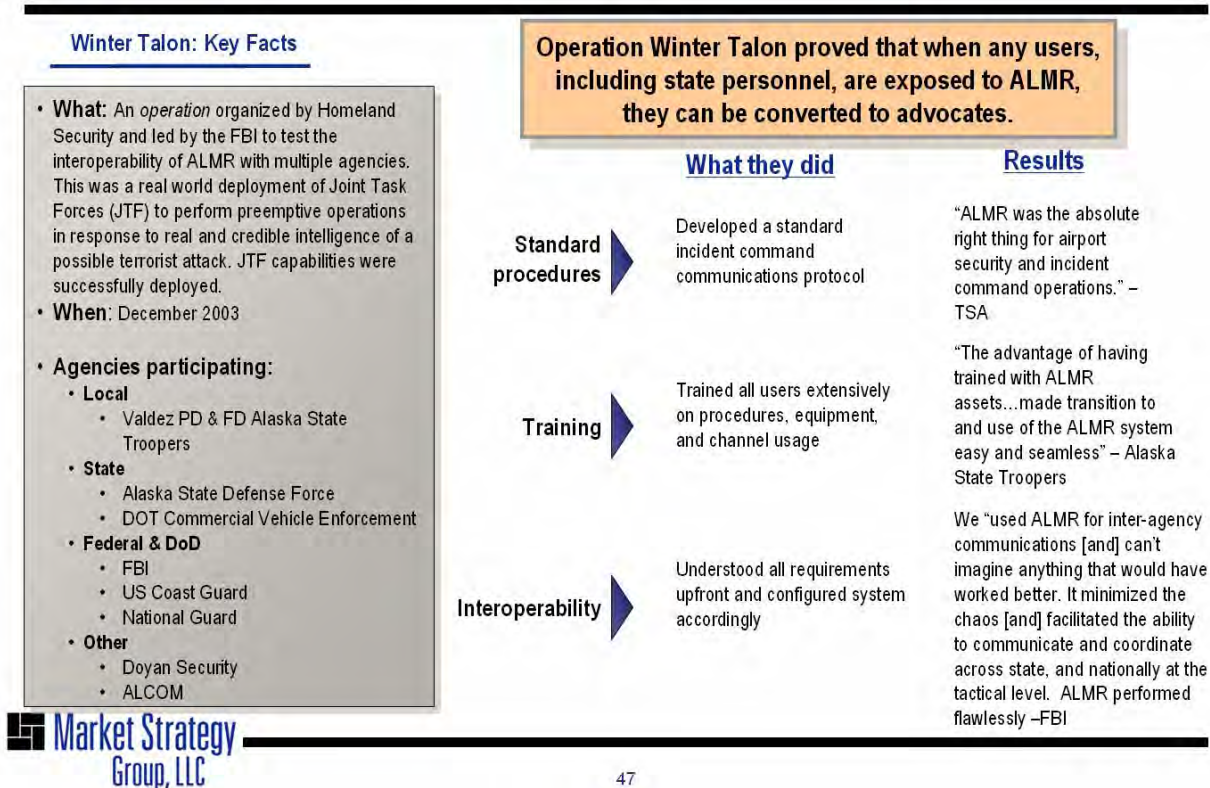 Winter Talon: Key Facts
• What: An operation organized by Homeland
Security and led by the FBI to test the
interoperability of ALMR with multiple agencies.
This was a real world deployment of Joint Task
Forces (JTF) to perform preemptive operations
in response to real and credible intelligence of a
possible terrorist attack. JTF capabilities were
successfully deployed.
• When: December 2003
• Agencies participating:
• Local
• Valdez PD & FD Alaska State
Troopers
• State
• Alaska State Defense Force
• DOT Commercial Vehicle Enforcement
• Federal & DoD
• FBI
• US Coast Guard
• National Guard
• Other
• Doyan Security
• ALCOM
Operation Winter Talon proved that when any users,
including state personnel, are exposed to ALMR,
they can be converted to advocates.
What they did
Results
Standard
procedures
Developed a standard
incident command
communications protocol
"ALMR was the absolute
right thing for airport
security and incident
command operations." –
TSA
Training
Trained all users extensively
on procedures, equipment,
and channel usage
"The advantage of having
trained with ALMR
assets...made transition to
and use of the ALMR system
easy and seamless" – Alaska
State Troopers
Interoperability
Understood all requirements
upfront and configured system
accordingly
We "used ALMR for inter-agency
communications [and] can't
imagine anything that would have
worked better. It minimized the
chaos [and] facilitated the ability
to communicate and coordinate
across state, and nationally at the
tactical level. ALMR performed
flawlessly –FBI
Market Strategy
Group, LLC
47